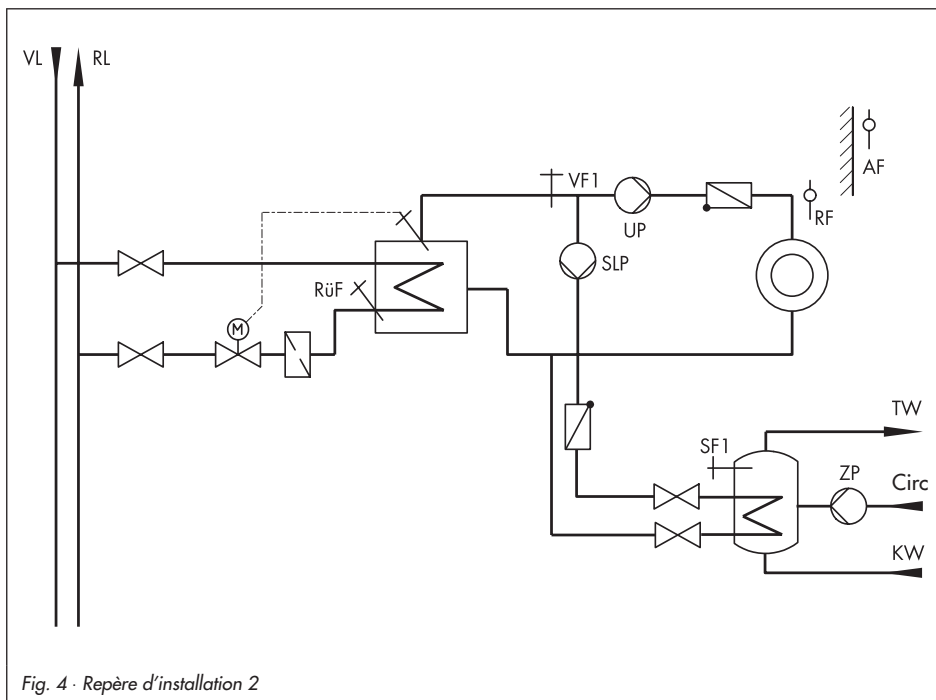 VL
RL
AF
VF1
UP
RF
SLP
RüF
M
TW
SF1
ZP
Circ
KW
Fig. 4 · Repère d’installation 2